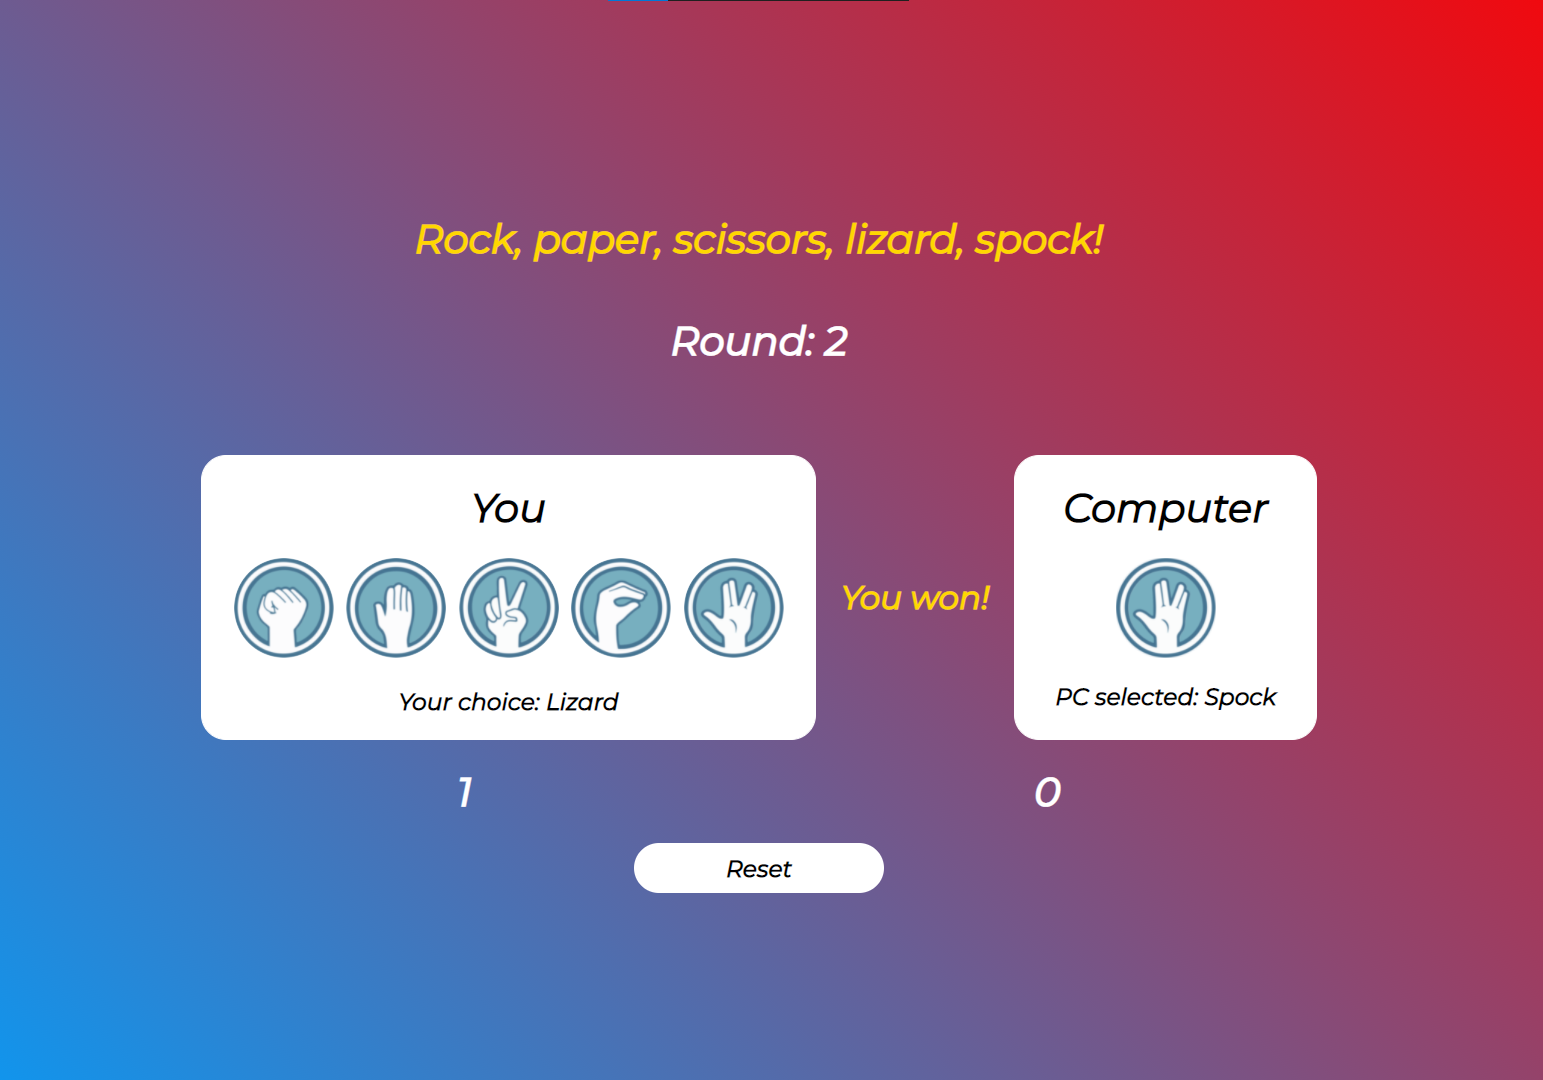 Rock, paper, scissors, lizard, spock!
Round: 2
You
Your choice: Lizard
You won!
Computer
PC selected: Spock
1
0
Reset